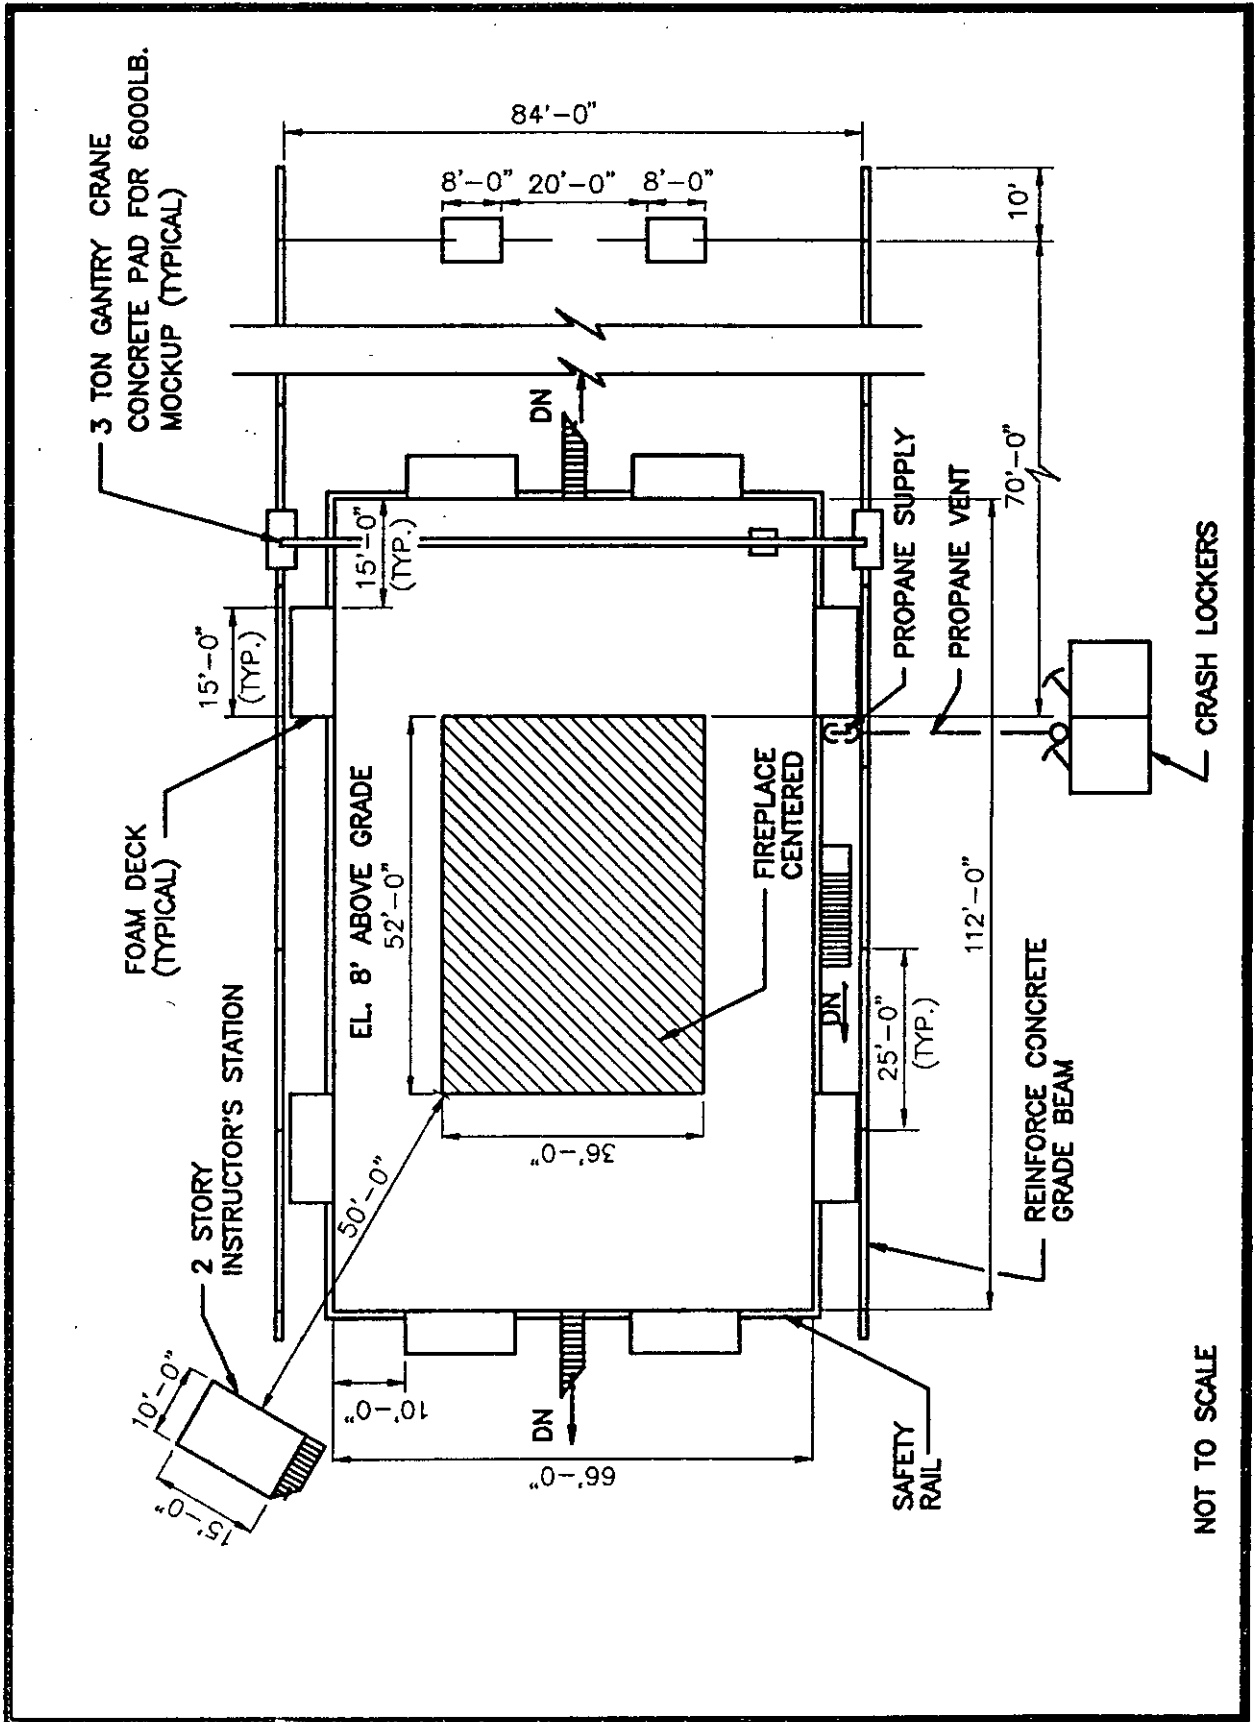 3 TON GANTRY CRANE
CONCRETE PAD FOR 6000LB.
MOCKUP (TYPICAL)
FOAM DECK
(TYPICAL)
2 STORY
INSTRUCTOR'S STATION
10'-0"
15'-0"
50'-0"
15'-0"
(TYP.)
15'-0"
(TYP.)
84'-0"
8'-0"
20'-0"
8'-0"
10'
70'-0"
EL. 8' ABOVE GRADE
52'-0"
36'-0"
FIREPLACE
CENTERED
DN
DN
DN
10'-0"
66'-0"
25'-0"
(TYP.)
112'-0"
PROPANE SUPPLY
PROPANE VENT
CRASH LOCKERS
REINFORCE CONCRETE
GRADE BEAM
SAFETY
RAIL
NOT TO SCALE